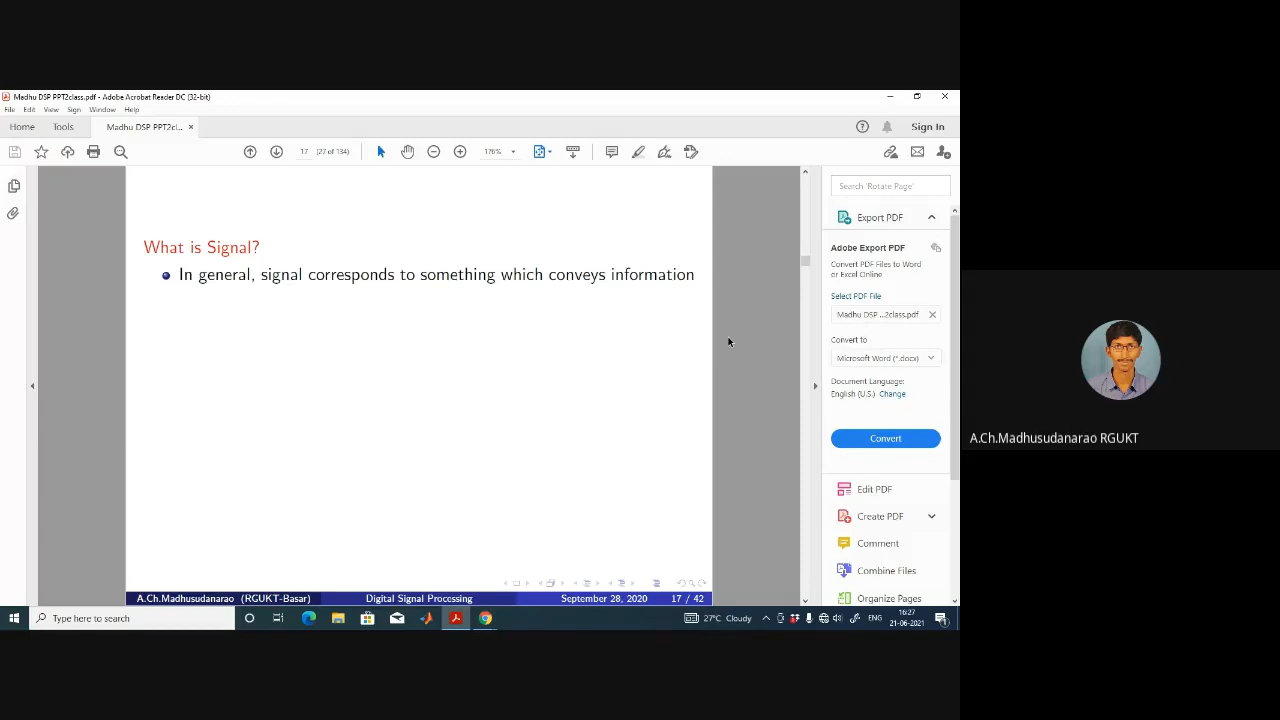 Madhu DSP PPT2class.pdf - Adobe Acrobat Reader DC (32-bit)
File Edit View Sign Window Help
Home Tools Madhu DSP PPT2cl... × Sign In
17 (27 of 134) 176%
Search 'Rotate Page'
Export PDF
Adobe Export PDF
Convert PDF Files to Word
or Excel Online
Select PDF File
Madhu DSP ...2class.pdf
Convert to
Microsoft Word (*.docx)
Document Language:
English (U.S.) Change
Convert
Edit PDF
Create PDF
Comment
Combine Files
Organize Pages
What is Signal?
In general, signal corresponds to something which conveys information
A.Ch.Madhusudanarao (RGUKT-Basar) Digital Signal Processing September 28, 2020 17 / 42
A.Ch.Madhusudanarao RGUKT
Type here to search
27°C Cloudy ENG 16:27
21-06-2021